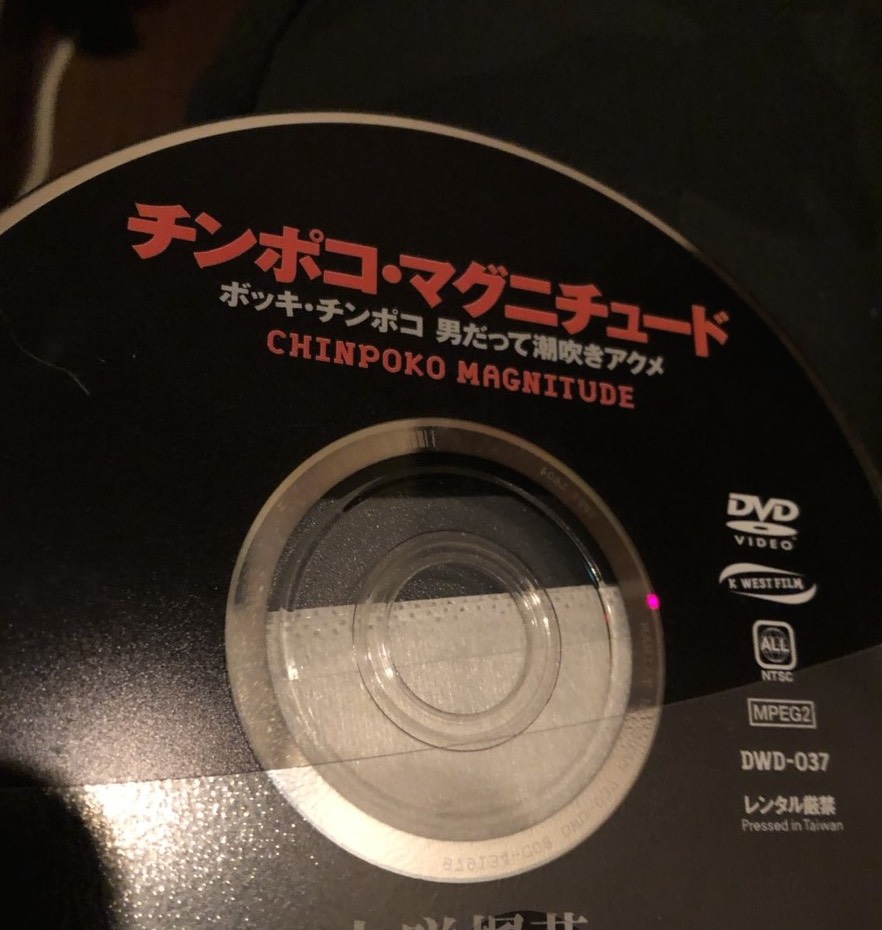 チンポコ・マグニチュード
ボッキ・チンポコ 男だって潮吹きアクメ
CHINPOKO MAGNITUDE
DVD
VIDEO
K WEST FILM
ALL
NTSC
MPEG2
DWD-037
レンタル厳禁
Pressed in Taiwan